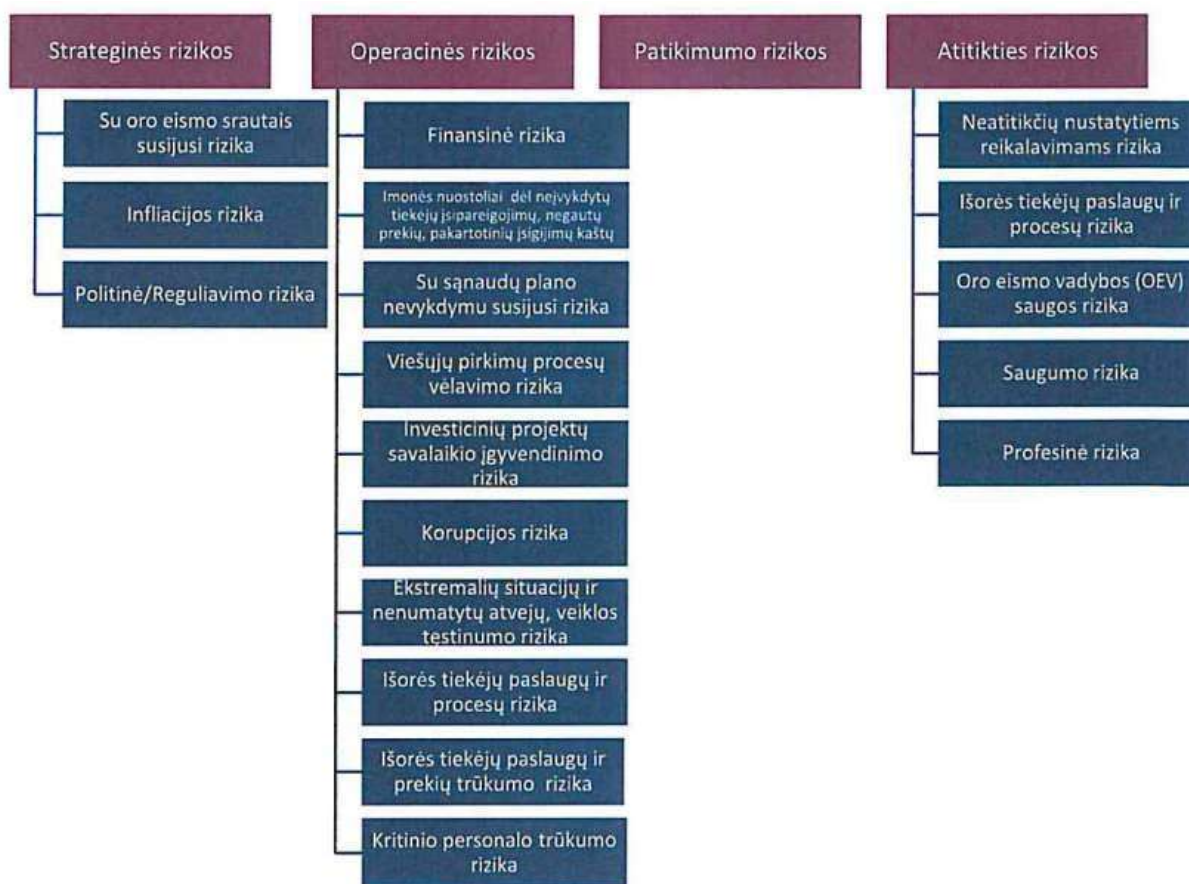 Strateginės rizikos
Su oro eismo srautais
susijusi rizika
Infliacijos rizika
Politinė/Reguliavimo rizika
Operacinės rizikos
Finansinė rizika
Įmonės nuostoliai dėl neįvykdytų
tiekėjų įsipareigojimų, negautų
prekių, pakartotinių įsigijimų kaštų
Su sąnaudų plano
nevykdymu susijusi rizika
Viešųjų pirkimų procesų
vėlavimo rizika
Investicinių projektų
savalaikio įgyvendinimo
rizika
Korupcijos rizika
Ekstremalių situacijų ir
nenumatytų atvejų, veiklos
tęstinumo rizika
Išorės tiekėjų paslaugų ir
procesų rizika
Išorės tiekėjų paslaugų ir
prekių trūkumo rizika
Kritinio personalo trūkumo
rizika
Patikimumo rizikos
Atitikties rizikos
Neatitikčių nustatytiems
reikalavimams rizika
Išorės tiekėjų paslaugų ir
procesų rizika
Oro eismo vadybos (OEV)
saugos rizika
Saugumo rizika
Profesinė rizika